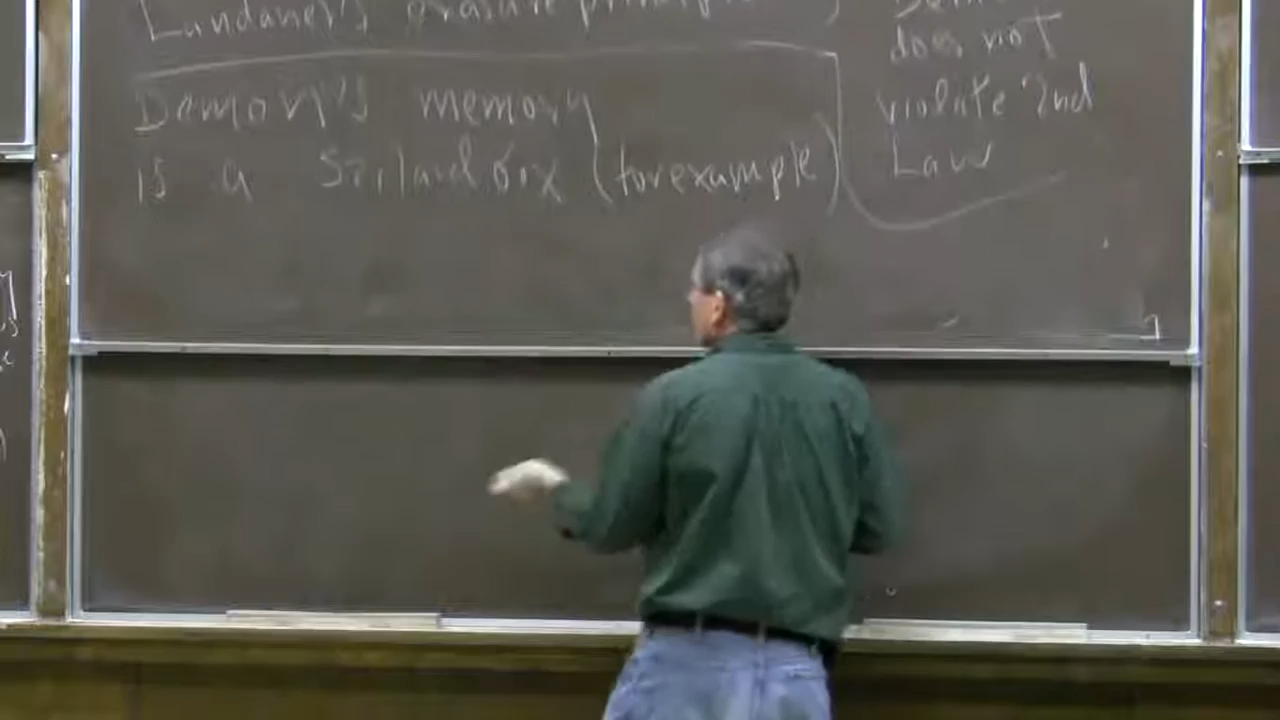 Landauer's erasure principle
Demon's memory
is a Szilard box (for example)
does not
violate 2nd
Law